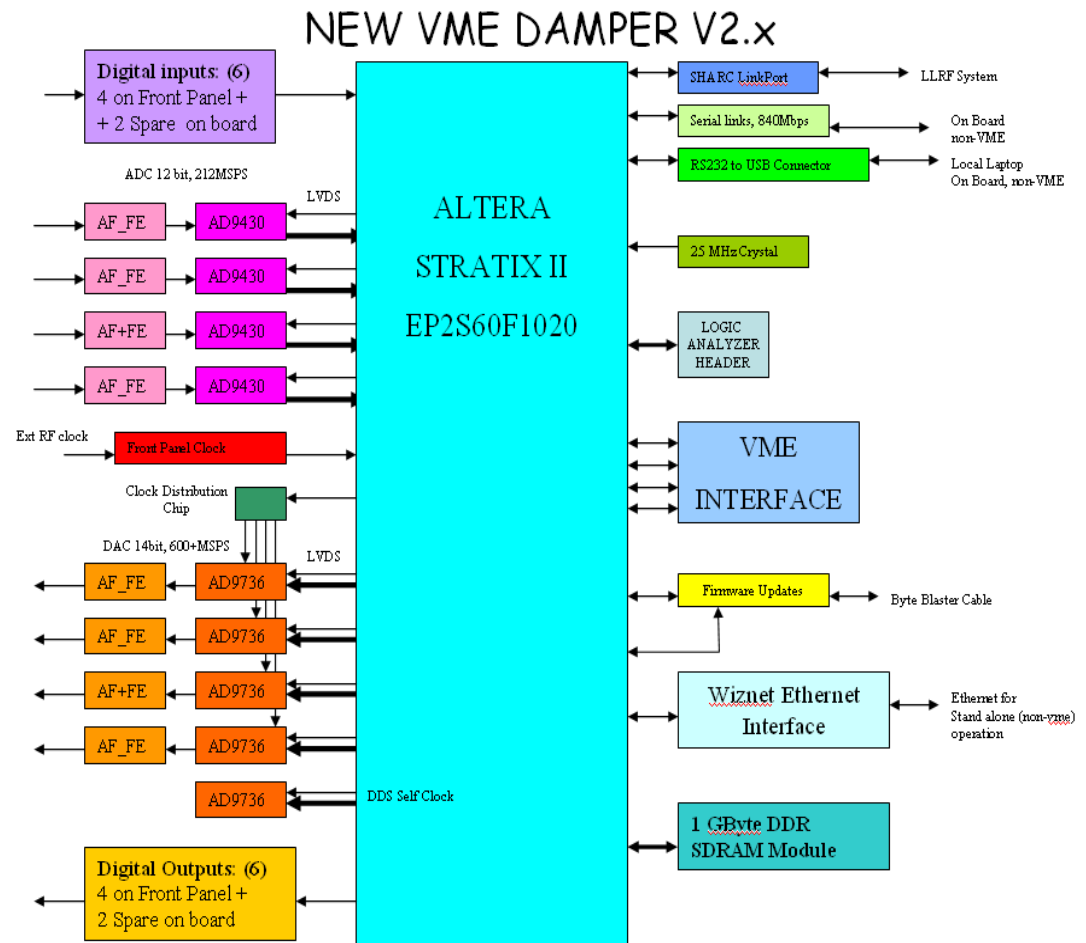 NEW VME DAMPER V2.x
Digital inputs: (6)
4 on Front Panel +
+ 2 Spare on board
ADC 12 bit, 212MSPS
LVDS
AF_FE
AD9430
AF_FE
AD9430
AF+FE
AD9430
AF_FE
AD9430
Ext RF clock
Front Panel Clock
Clock Distribution
Chip
DAC 14bit, 600+MSPS
LVDS
AF_FE
AD9736
AF_FE
AD9736
AF+FE
AD9736
AF_FE
AD9736
AD9736
DDS Self Clock
Digital Outputs: (6)
4 on Front Panel +
2 Spare on board
ALTERA
STRATIX II
EP2S60F1020
SHARC LinkPort
LLRF System
Serial links, 840Mbps
On Board
non-VME
RS232 to USB Connector
Local Laptop
On Board, non-VME
25 MHzCrystal
LOGIC
ANALYZER
HEADER
VME
INTERFACE
Firmware Updates
Byte Blaster Cable
Wiznet Ethernet
Interface
Ethernet for
Stand alone (non-vme)
operation
1 GByte DDR
SDRAM Module